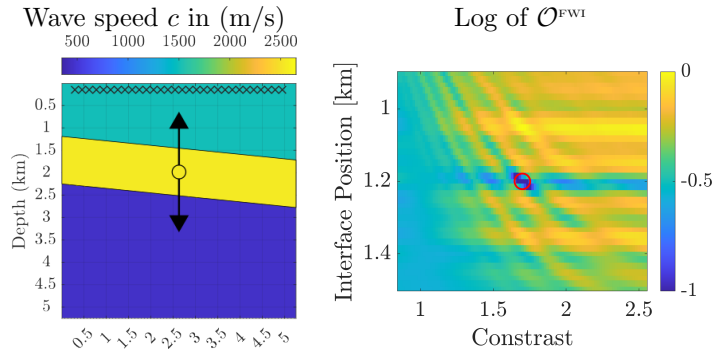 Wave speed c in (m/s)
500 1000 1500 2000 2500
Depth (km)
0.5
1
1.5
2
2.5
3
3.5
4
4.5
5
0.5 1 1.5 2 2.5 3 3.5 4 4.5 5
Log of 𝒪^FWI
Interface Position [km]
1
1.2
1.4
1 1.5 2 2.5
Constrast
0
-0.5
-1